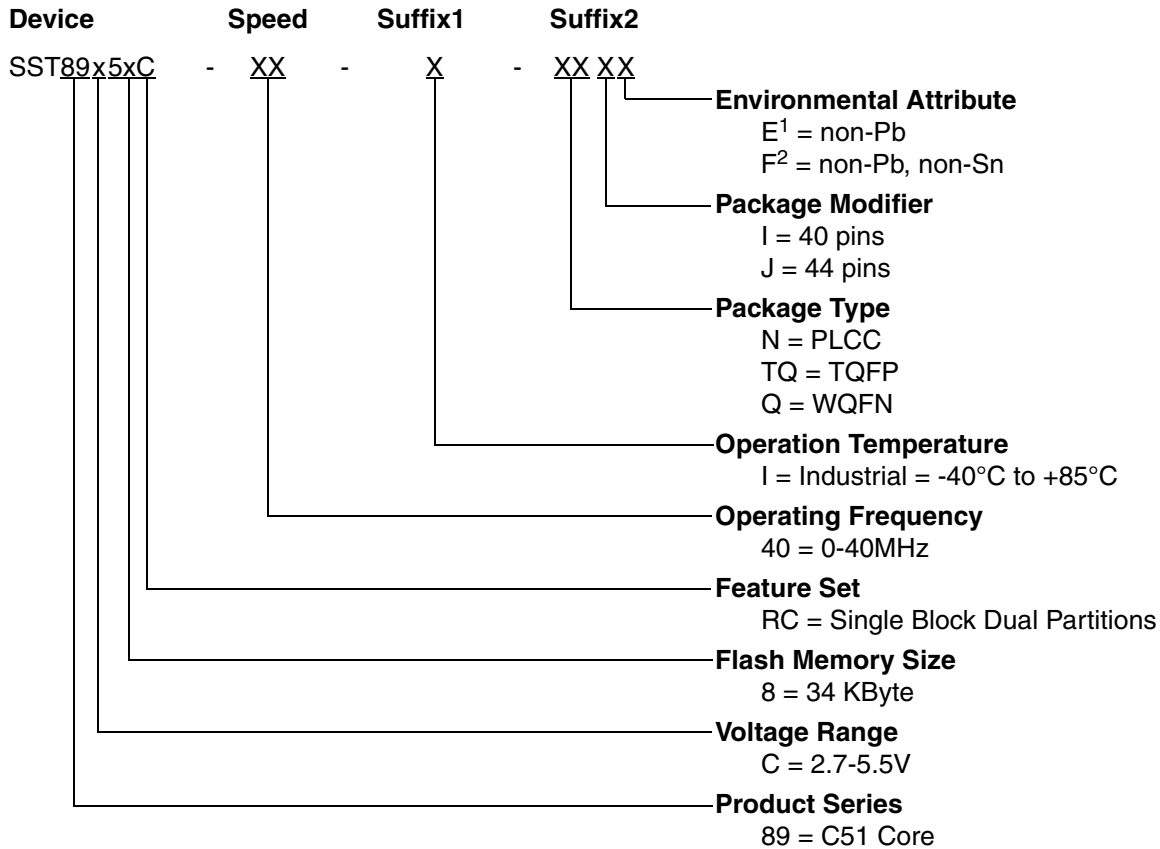 Device Speed Suffix1 Suffix2
SST89x5xC - XX - X - XX X X
Environmental Attribute
E1 = non-Pb
F2 = non-Pb, non-Sn
Package Modifier
I = 40 pins
J = 44 pins
Package Type
N = PLCC
TQ = TQFP
Q = WQFN
Operation Temperature
I = Industrial = -40°C to +85°C
Operating Frequency
40 = 0-40MHz
Feature Set
RC = Single Block Dual Partitions
Flash Memory Size
8 = 34 KByte
Voltage Range
C = 2.7-5.5V
Product Series
89 = C51 Core